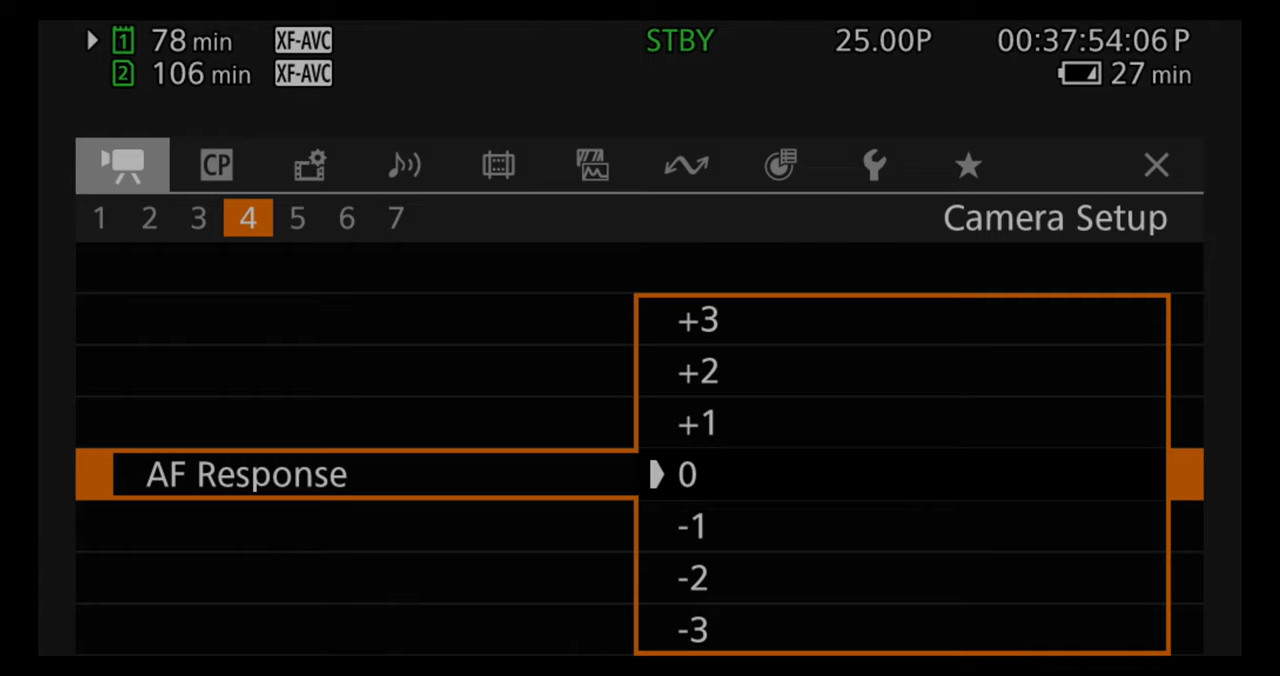 1 78 min XF-AVC STBY 25.00P 00:37:54:06 P
2 106 min XF-AVC 27 min
CP
1 2 3 4 5 6 7 Camera Setup
+3
+2
+1
AF Response 0
-1
-2
-3